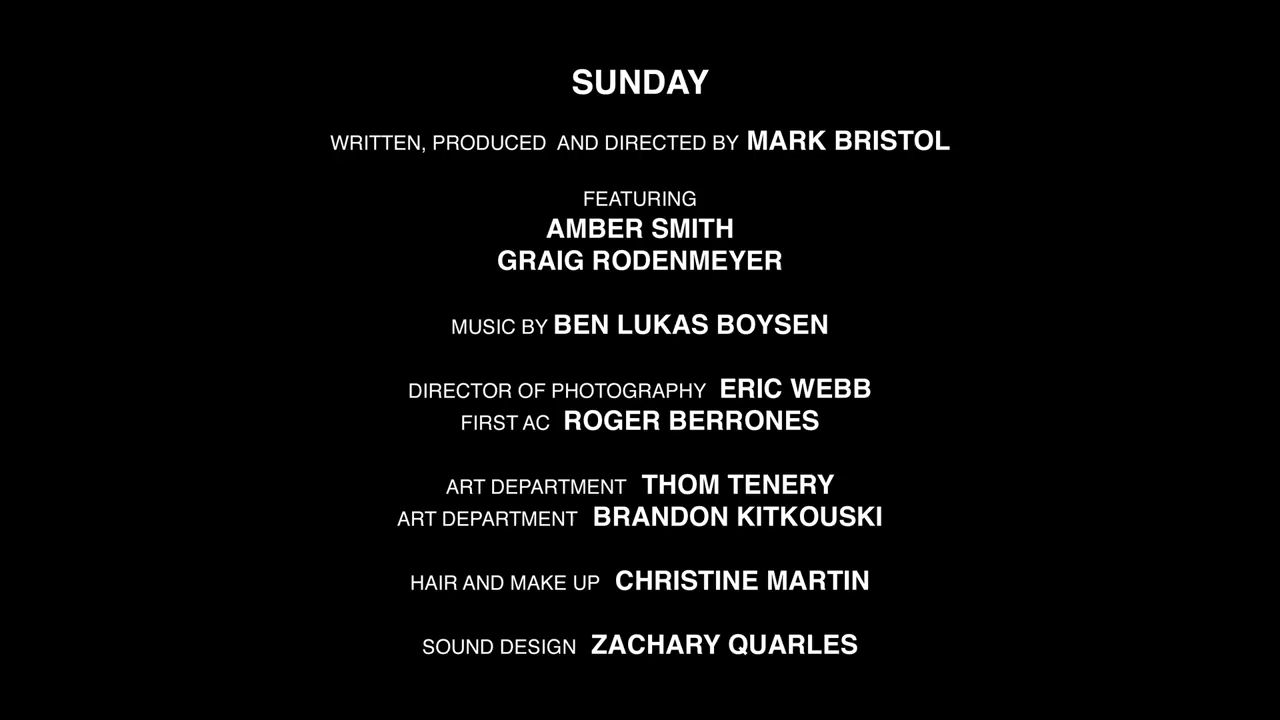 SUNDAY
WRITTEN, PRODUCED AND DIRECTED BY MARK BRISTOL
FEATURING
AMBER SMITH
GRAIG RODENMEYER
MUSIC BY BEN LUKAS BOYSEN
DIRECTOR OF PHOTOGRAPHY ERIC WEBB
FIRST AC ROGER BERRONES
ART DEPARTMENT THOM TENERY
ART DEPARTMENT BRANDON KITKOUSKI
HAIR AND MAKE UP CHRISTINE MARTIN
SOUND DESIGN ZACHARY QUARLES